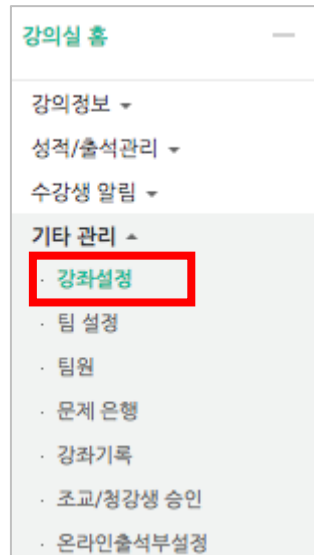 강의실 홈
강의정보
성적/출석관리
수강생 알림
기타 관리
· 강좌설정
· 팀 설정
· 팀원
· 문제 은행
· 강좌기록
· 조교/청강생 승인
· 온라인출석부설정